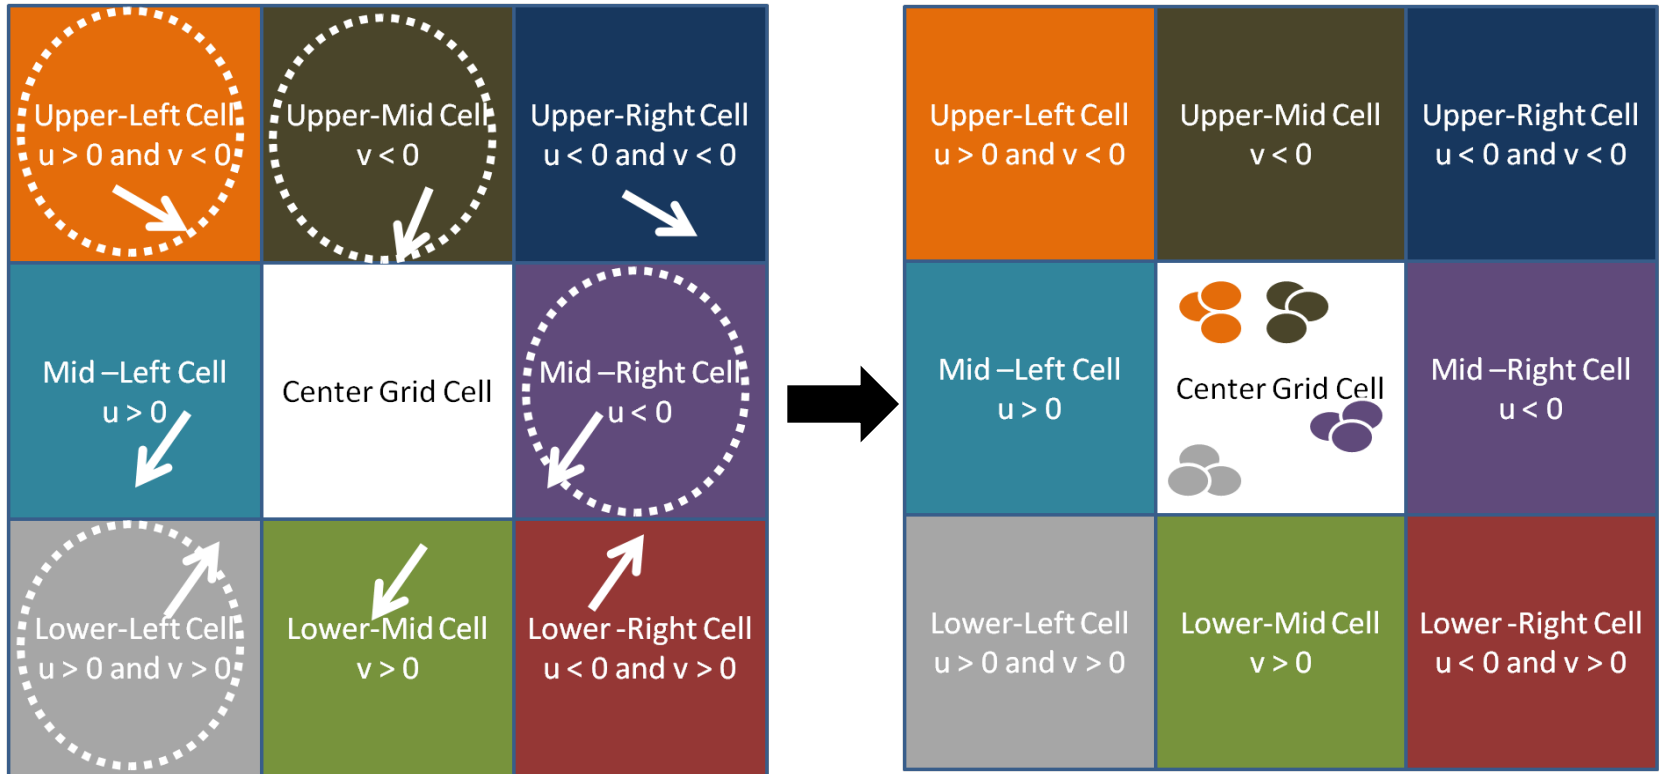 Upper-Left Cell
u > 0 and v < 0
Upper-Mid Cell
v < 0
Upper-Right Cell
u < 0 and v < 0
Mid –Left Cell
u > 0
Center Grid Cell
Mid –Right Cell
u < 0
Lower-Left Cell
u > 0 and v > 0
Lower-Mid Cell
v > 0
Lower -Right Cell
u < 0 and v > 0
Upper-Left Cell
u > 0 and v < 0
Upper-Mid Cell
v < 0
Upper-Right Cell
u < 0 and v < 0
Mid –Left Cell
u > 0
Center Grid Cell
Mid –Right Cell
u < 0
Lower-Left Cell
u > 0 and v > 0
Lower-Mid Cell
v > 0
Lower -Right Cell
u < 0 and v > 0